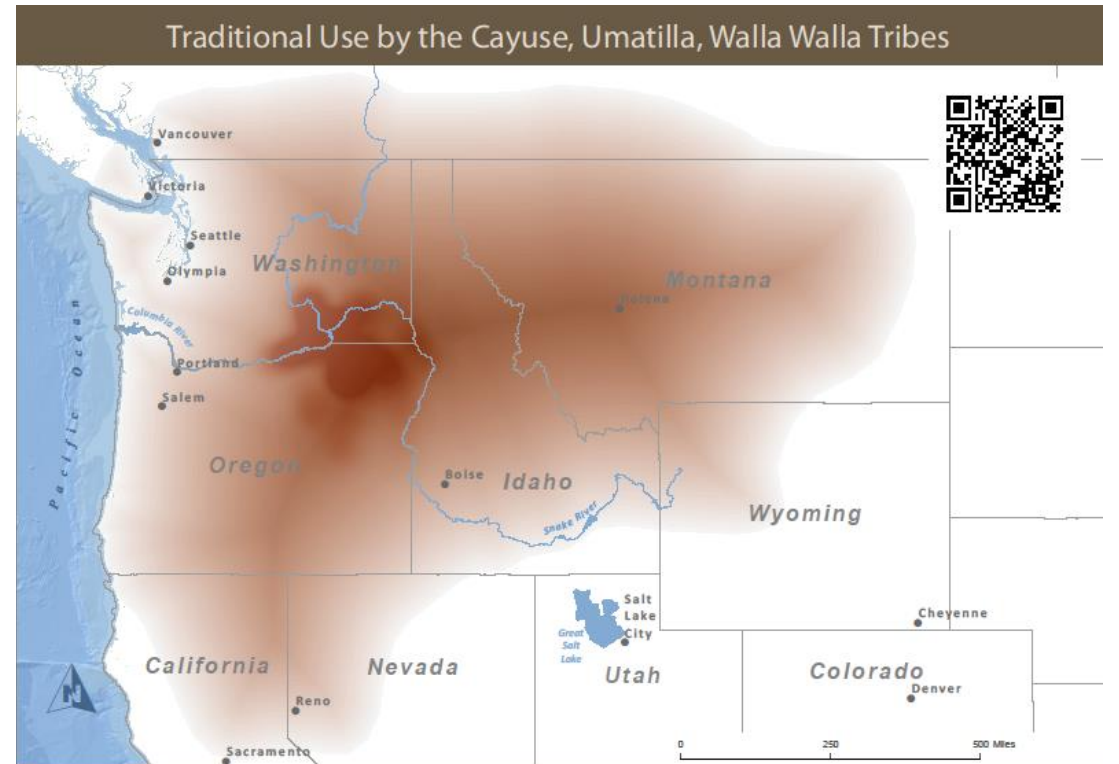 Traditional Use by the Cayuse, Umatilla, Walla Walla Tribes
Vancouver
Victoria
Seattle
Washington
Olympia
Montana
Helena
Columbia
River
Pacific Ocean
Portland
Salem
Oregon
Boise
Idaho
Snake River
Wyoming
Salt
Lake
City
Great
Salt
Lake
Cheyenne
California
Nevada
Utah
Colorado
Denver
N
Reno
Sacramento
0 250 500 Miles